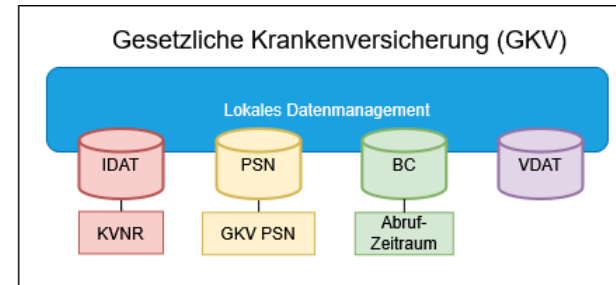 Gesetzliche Krankenversicherung (GKV)
Lokales Datenmanagement
IDAT
PSN
BC
VDAT
KVNR
GKV PSN
Abruf-
Zeitraum